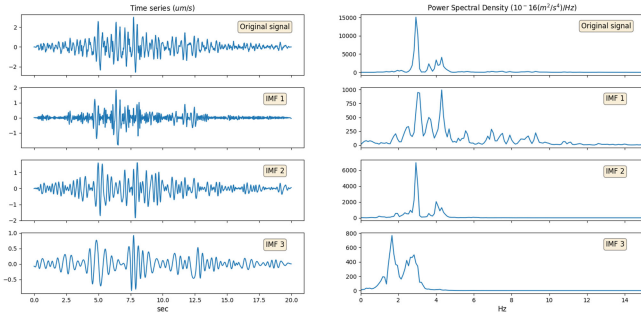 Time series (um/s)
Power Spectral Density (10⁻16(m²/s⁴)/Hz)
Original signal
2
0
−2
Original signal
15000
10000
5000
0
IMF 1
2
1
0
−1
IMF 1
1000
750
500
250
0
IMF 2
1
0
−1
−2
IMF 2
6000
4000
2000
0
IMF 3
1.0
0.5
0.0
−0.5
IMF 3
800
600
400
200
0
0.0 2.5 5.0 7.5 10.0 12.5 15.0 17.5 20.0
sec
0 2 4 6 8 10 12 14
Hz